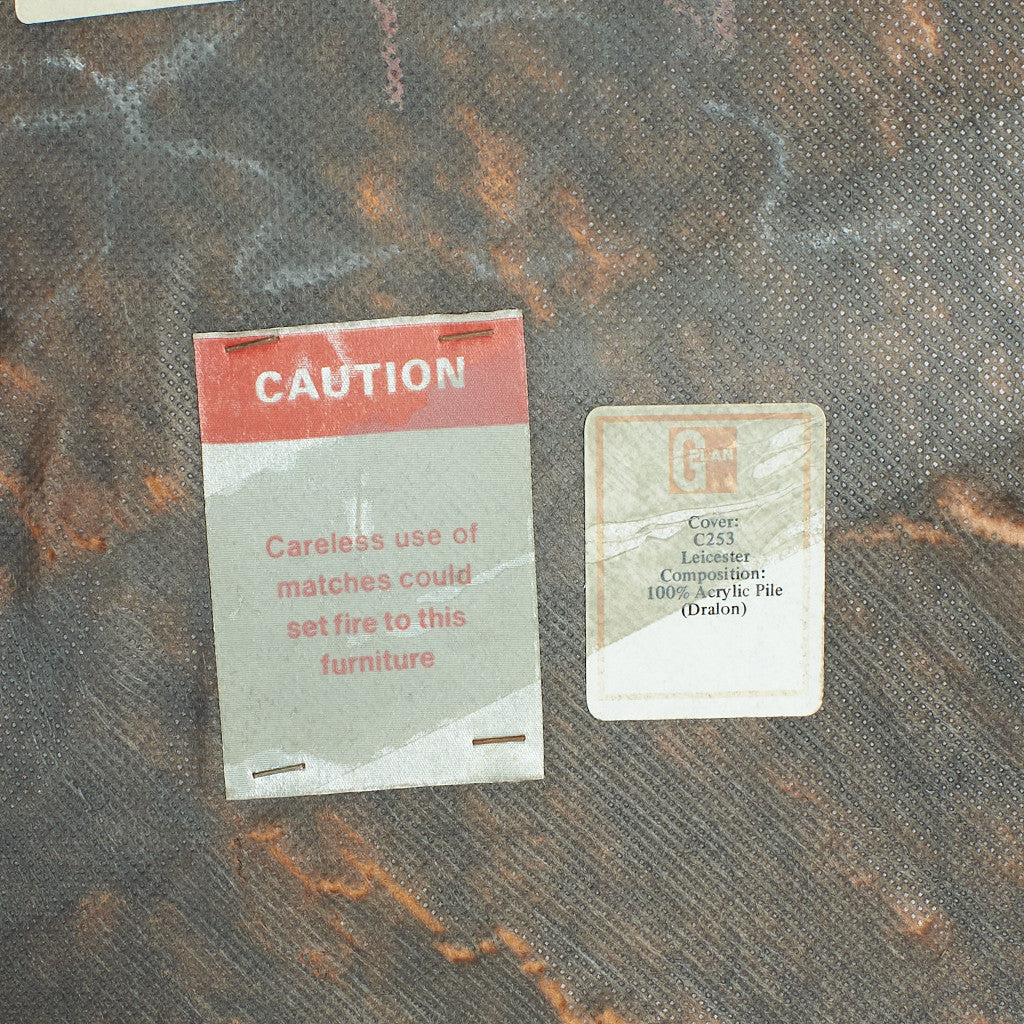 CAUTION
Careless use of
matches could
set fire to this
furniture
G PLAN
Cover:
C253
Leicester
Composition:
100% Acrylic Pile
(Dralon)